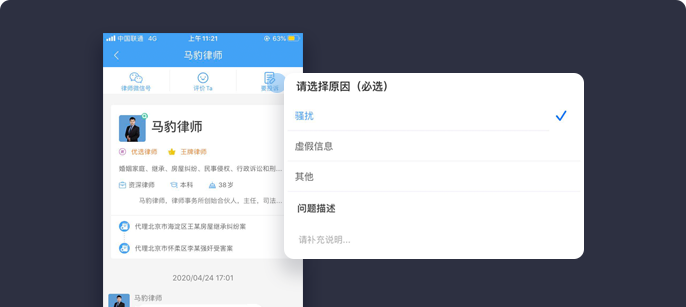 中国联通 4G 上午 11:21 63%
马豹律师
律师微信号 评价Ta 要投诉
马豹律师
优选律师 王牌律师
婚姻家庭、继承、房屋纠纷、民事侵权、行政诉讼和刑...
资深律师 本科 38岁
马豹律师，律师事务所创始合伙人、主任、司法...
代理北京市海淀区王某房屋继承纠纷案
代理北京市怀柔区李某强奸受害案
2020/04/24 17:01
马豹律师
请选择原因（必选）
骚扰
虚假信息
其他
问题描述
请补充说明...